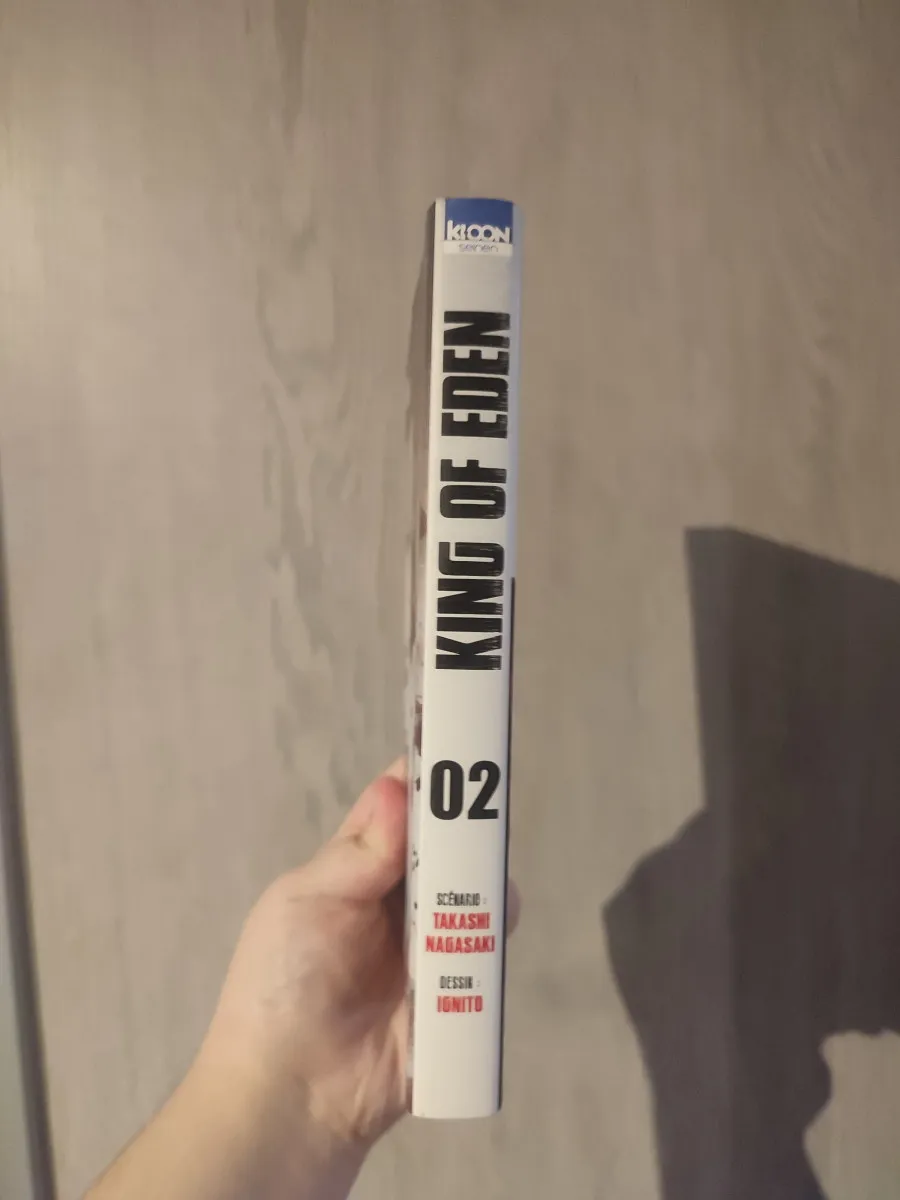 KI-OON
seinen
KING OF EDEN
02
SCÉNARIO :
TAKASHI
NAGASAKI
DESSIN :
IGNITO